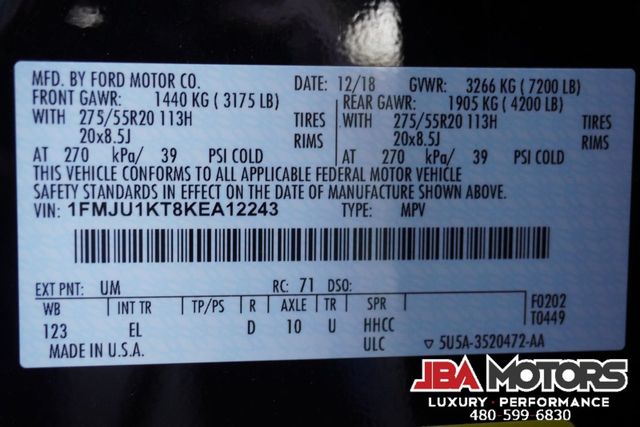 MFD. BY FORD MOTOR CO. DATE: 12/18 GVWR: 3266 KG (7200 LB)
FRONT GAWR: 1440 KG (3175 LB) REAR GAWR: 1905 KG (4200 LB)
WITH 275/55R20 113H TIRES WITH 275/55R20 113H TIRES
20x8.5J RIMS 20x8.5J RIMS
AT 270 kPa/ 39 PSI COLD AT 270 kPa/ 39 PSI COLD
THIS VEHICLE CONFORMS TO ALL APPLICABLE FEDERAL MOTOR VEHICLE
SAFETY STANDARDS IN EFFECT ON THE DATE OF MANUFACTURE SHOWN ABOVE.
VIN: 1FMJU1KT8KEA12243 TYPE: MPV
EXT PNT: UM RC: 71 DSO:
WB INT TR TP/PS R AXLE TR SPR F0202
123 EL D 10 U HHCC T0449
MADE IN U.S.A. ULC ▽ 5U5A-3520472-AA
JBA MOTORS
LUXURY · PERFORMANCE
480-599-6830